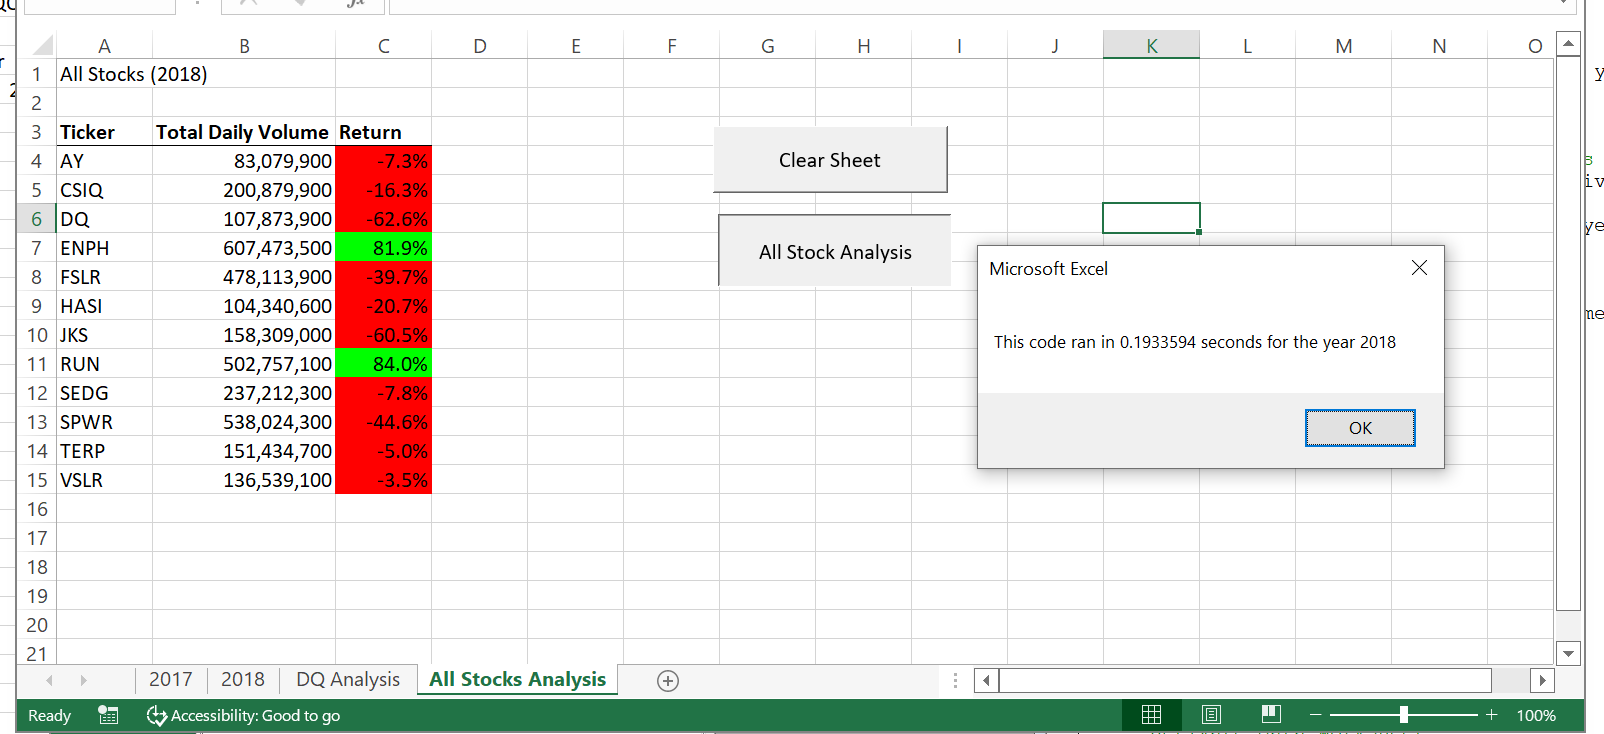 A B C D E F G H I J K L M N O
1 All Stocks (2018)
2
3 Ticker Total Daily Volume Return
4 AY 83,079,900 -7.3%
5 CSIQ 200,879,900 -16.3%
6 DQ 107,873,900 -62.6%
7 ENPH 607,473,500 81.9%
8 FSLR 478,113,900 -39.7%
9 HASI 104,340,600 -20.7%
10 JKS 158,309,000 -60.5%
11 RUN 502,757,100 84.0%
12 SEDG 237,212,300 -7.8%
13 SPWR 538,024,300 -44.6%
14 TERP 151,434,700 -5.0%
15 VSLR 136,539,100 -3.5%
16
17
18
19
20
21
Clear Sheet
All Stock Analysis
Microsoft Excel
This code ran in 0.1933594 seconds for the year 2018
OK
2017 2018 DQ Analysis All Stocks Analysis
Ready Accessibility: Good to go 100%